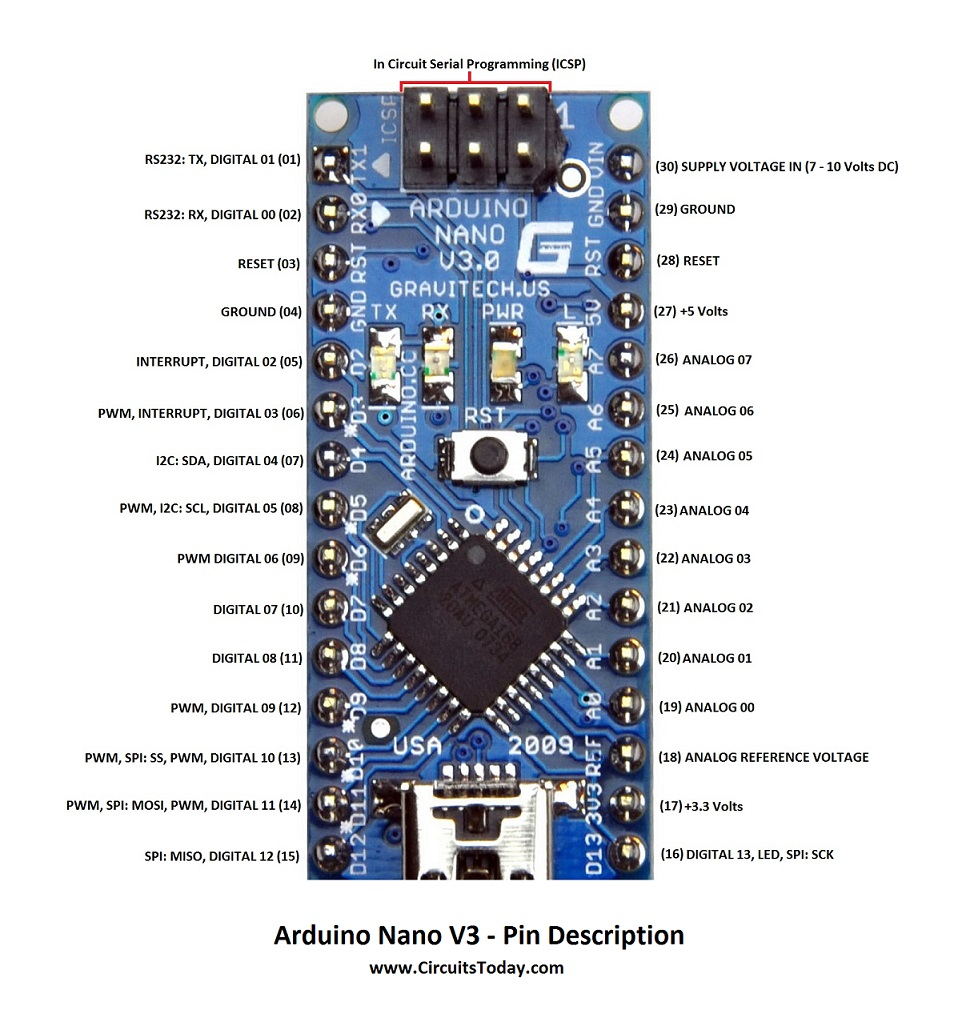 In Circuit Serial Programming (ICSP)
RS232: TX, DIGITAL 01 (01)
RS232: RX, DIGITAL 00 (02)
RESET (03)
GROUND (04)
INTERRUPT, DIGITAL 02 (05)
PWM, INTERRUPT, DIGITAL 03 (06)
I2C: SDA, DIGITAL 04 (07)
PWM, I2C: SCL, DIGITAL 05 (08)
PWM DIGITAL 06 (09)
DIGITAL 07 (10)
DIGITAL 08 (11)
PWM, DIGITAL 09 (12)
PWM, SPI: SS, PWM, DIGITAL 10 (13)
PWM, SPI: MOSI, PWM, DIGITAL 11 (14)
SPI: MISO, DIGITAL 12 (15)
ICSP
1
TX1
RX0
RST
GND
D2
*D3
D4
*D5
*D6
D7
D8
*D9
*D10
*D11
D12
ARDUINO
NANO
V3.0
G
GRAVITECH.US
TX RX PWR L
ARDUINO.CC
RST
ATMEGA168
20AU 0734
USA 2009
VIN
GND
RST
5V
A7
A6
A5
A4
A3
A2
A1
A0
REF
3V3
D13
(30) SUPPLY VOLTAGE IN (7 - 10 Volts DC)
(29) GROUND
(28) RESET
(27) +5 Volts
(26) ANALOG 07
(25) ANALOG 06
(24) ANALOG 05
(23) ANALOG 04
(22) ANALOG 03
(21) ANALOG 02
(20) ANALOG 01
(19) ANALOG 00
(18) ANALOG REFERENCE VOLTAGE
(17) +3.3 Volts
(16) DIGITAL 13, LED, SPI: SCK
Arduino Nano V3 - Pin Description
www.CircuitsToday.com